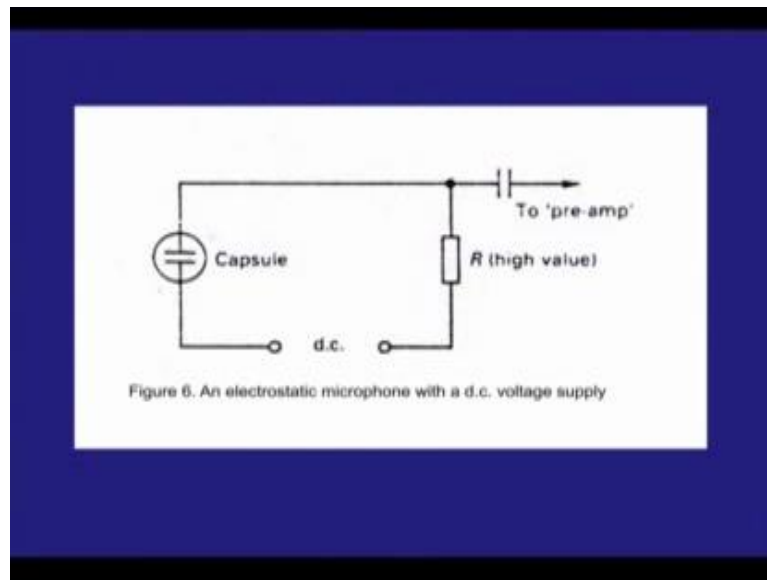 To 'pre-amp'
Capsule
R (high value)
d.c.
Figure 6. An electrostatic microphone with a d.c. voltage supply